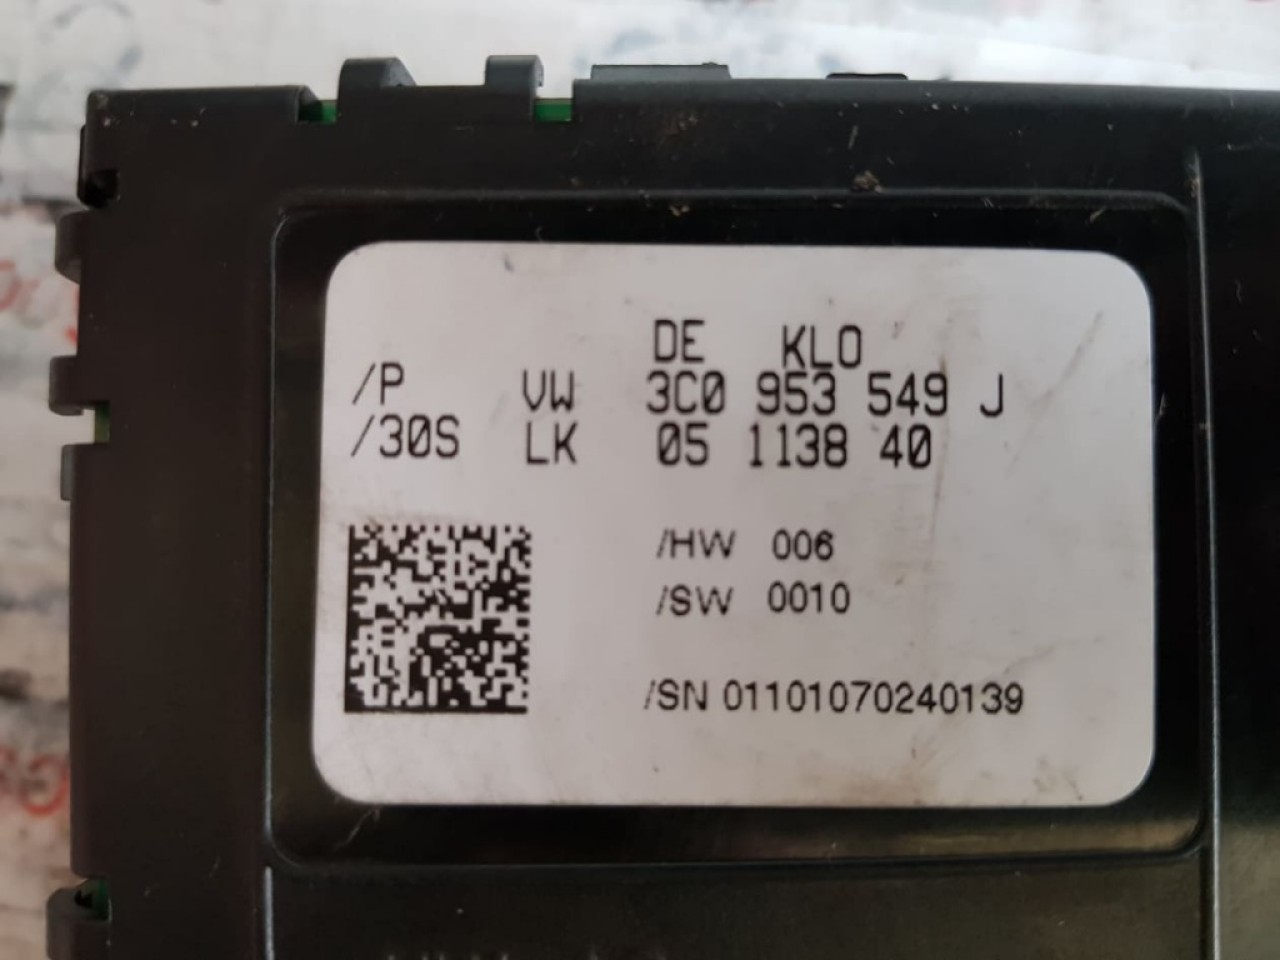 DE KLO
/P VW 3C0 953 549 J
/30S LK 05 1138 40
/HW 006
/SW 0010
/SN 01101070240139